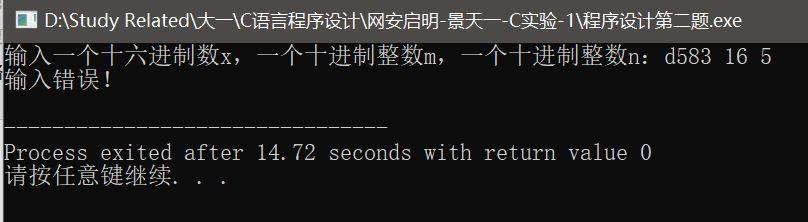 D:\Study Related\大一\C语言程序设计\网安启明-景天一-C实验-1\程序设计第二题.exe
输入一个十六进制数x，一个十进制整数m，一个十进制整数n：d583 16 5
输入错误！
--------------------------------
Process exited after 14.72 seconds with return value 0
请按任意键继续. . .